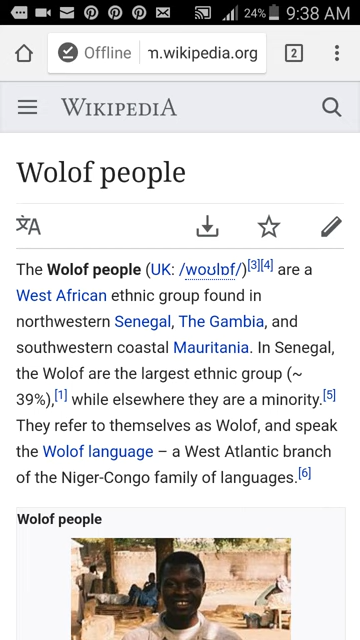 24% 9:38 AM
Offline m.wikipedia.org 2
WIKIPEDIA
Wolof people
文A
The Wolof people (UK: /woʊlɒf/)[3][4] are a
West African ethnic group found in
northwestern Senegal, The Gambia, and
southwestern coastal Mauritania. In Senegal,
the Wolof are the largest ethnic group (~
39%),[1] while elsewhere they are a minority.[5]
They refer to themselves as Wolof, and speak
the Wolof language – a West Atlantic branch
of the Niger-Congo family of languages.[6]
Wolof people